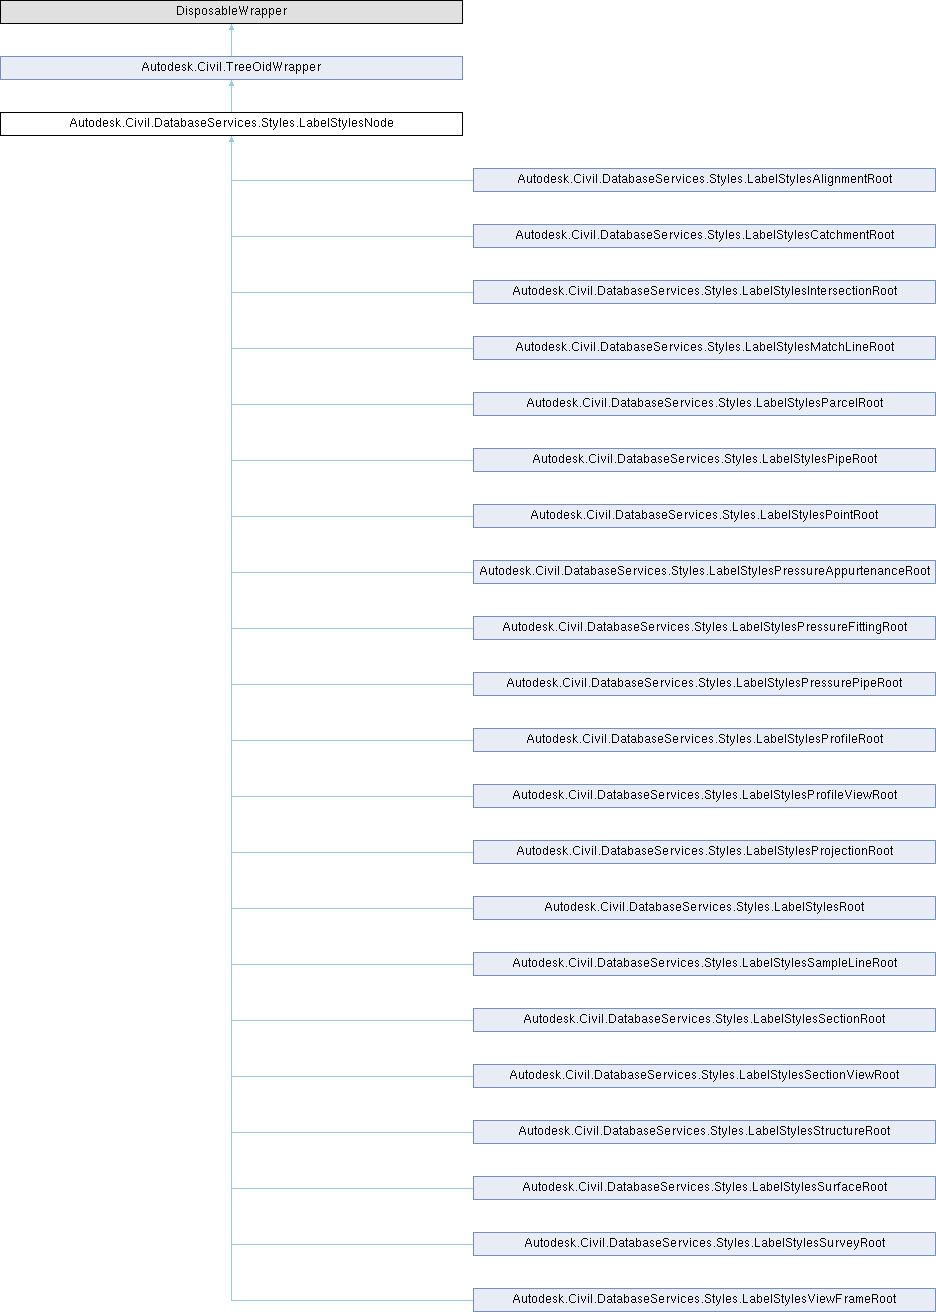 DisposableWrapper
Autodesk.Civil.TreeOidWrapper
Autodesk.Civil.DatabaseServices.Styles.LabelStylesNode
Autodesk.Civil.DatabaseServices.Styles.LabelStylesAlignmentRoot
Autodesk.Civil.DatabaseServices.Styles.LabelStylesCatchmentRoot
Autodesk.Civil.DatabaseServices.Styles.LabelStylesIntersectionRoot
Autodesk.Civil.DatabaseServices.Styles.LabelStylesMatchLineRoot
Autodesk.Civil.DatabaseServices.Styles.LabelStylesParcelRoot
Autodesk.Civil.DatabaseServices.Styles.LabelStylesPipeRoot
Autodesk.Civil.DatabaseServices.Styles.LabelStylesPointRoot
Autodesk.Civil.DatabaseServices.Styles.LabelStylesPressureAppurtenanceRoot
Autodesk.Civil.DatabaseServices.Styles.LabelStylesPressureFittingRoot
Autodesk.Civil.DatabaseServices.Styles.LabelStylesPressurePipeRoot
Autodesk.Civil.DatabaseServices.Styles.LabelStylesProfileRoot
Autodesk.Civil.DatabaseServices.Styles.LabelStylesProfileViewRoot
Autodesk.Civil.DatabaseServices.Styles.LabelStylesProjectionRoot
Autodesk.Civil.DatabaseServices.Styles.LabelStylesRoot
Autodesk.Civil.DatabaseServices.Styles.LabelStylesSampleLineRoot
Autodesk.Civil.DatabaseServices.Styles.LabelStylesSectionRoot
Autodesk.Civil.DatabaseServices.Styles.LabelStylesSectionViewRoot
Autodesk.Civil.DatabaseServices.Styles.LabelStylesStructureRoot
Autodesk.Civil.DatabaseServices.Styles.LabelStylesSurfaceRoot
Autodesk.Civil.DatabaseServices.Styles.LabelStylesSurveyRoot
Autodesk.Civil.DatabaseServices.Styles.LabelStylesViewFrameRoot